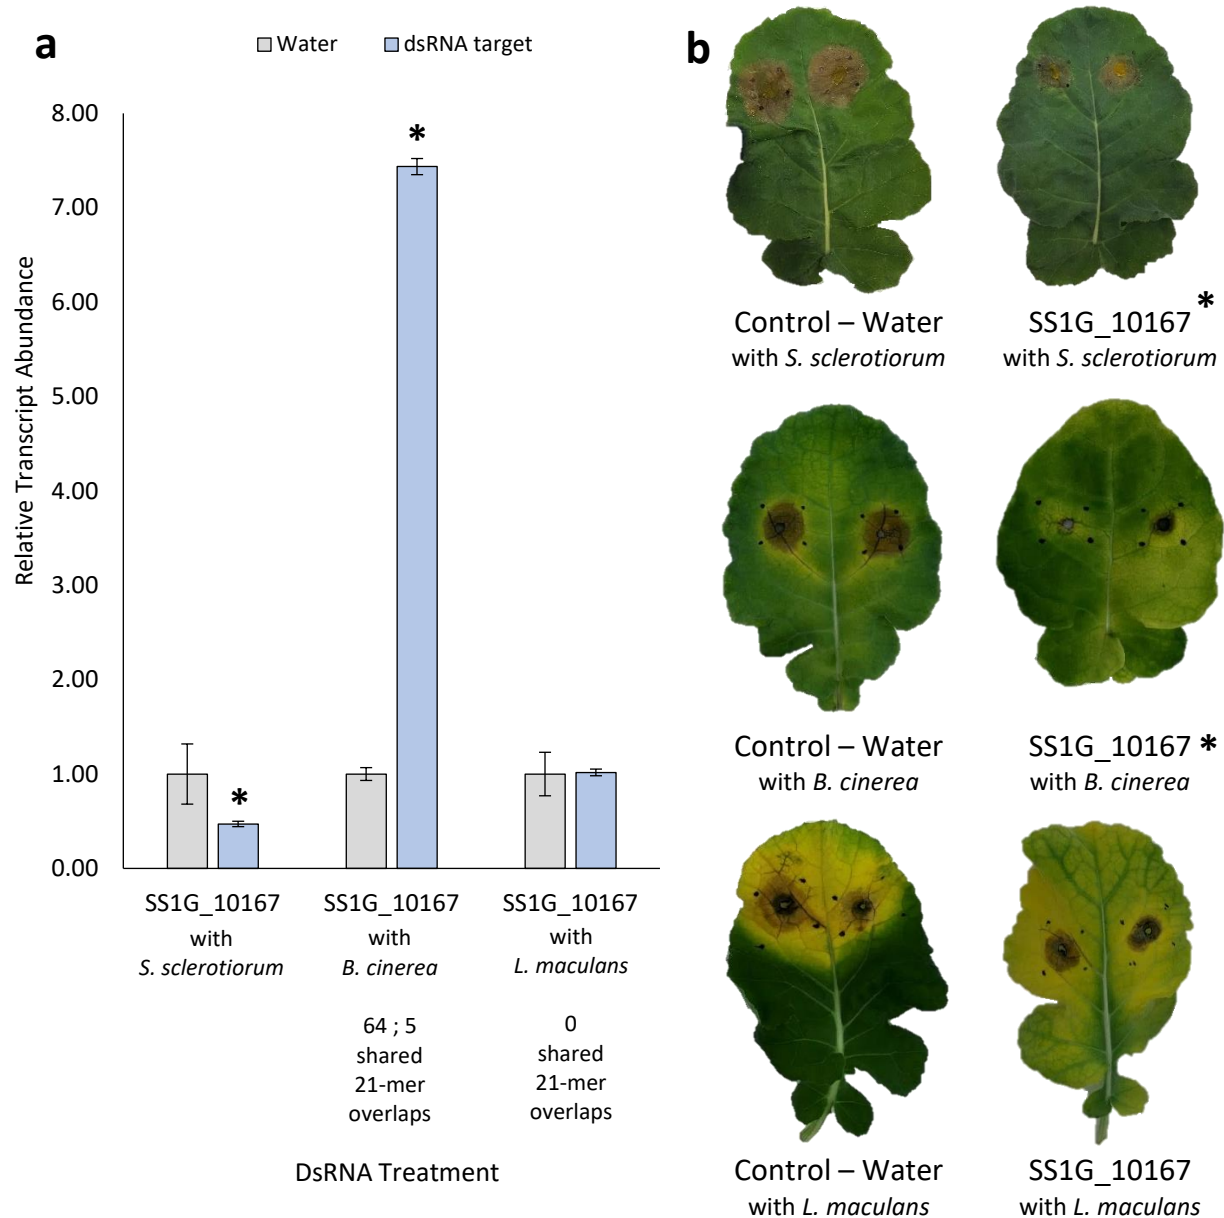 a
Water
dsRNA target
*
*
Relative Transcript Abundance
8.00
7.00
6.00
5.00
4.00
3.00
2.00
1.00
0.00
SS1G_10167
with
S. sclerotiorum
SS1G_10167
with
B. cinerea
SS1G_10167
with
L. maculans
64 ; 5
shared
21-mer
overlaps
0
shared
21-mer
overlaps
DsRNA Treatment
b
Control – Water
with S. sclerotiorum
SS1G_10167 *
with S. sclerotiorum
Control – Water
with B. cinerea
SS1G_10167 *
with B. cinerea
Control – Water
with L. maculans
SS1G_10167
with L. maculans